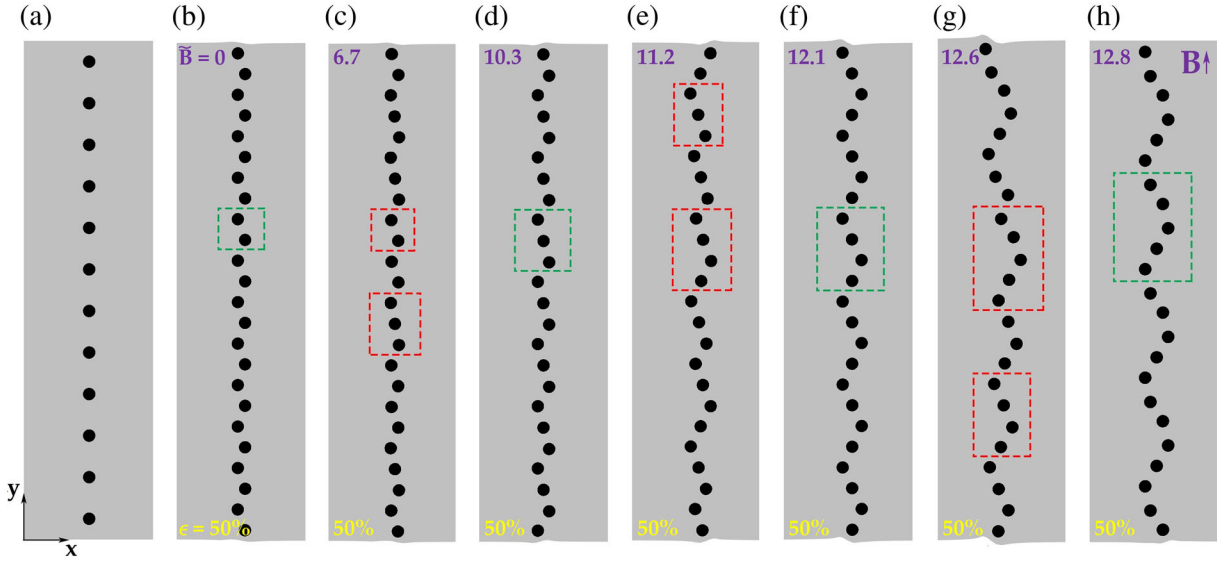 (a) (b) (c) (d) (e) (f) (g) (h)
B̃ = 0 6.7 10.3 11.2 12.1 12.6 12.8 B↑
y
ϵ = 50% 50% 50% 50% 50% 50% 50%
x